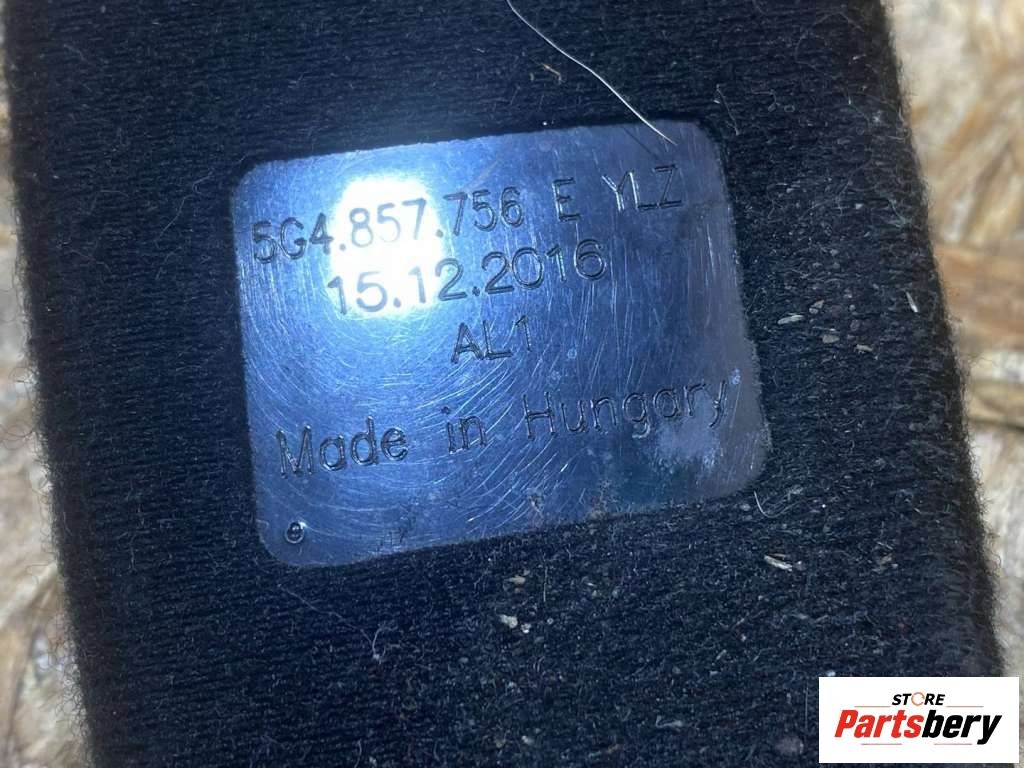 5G4.857.756 E YLZ
15.12.2016
AL1
Made in Hungary
STORE
Partsbery